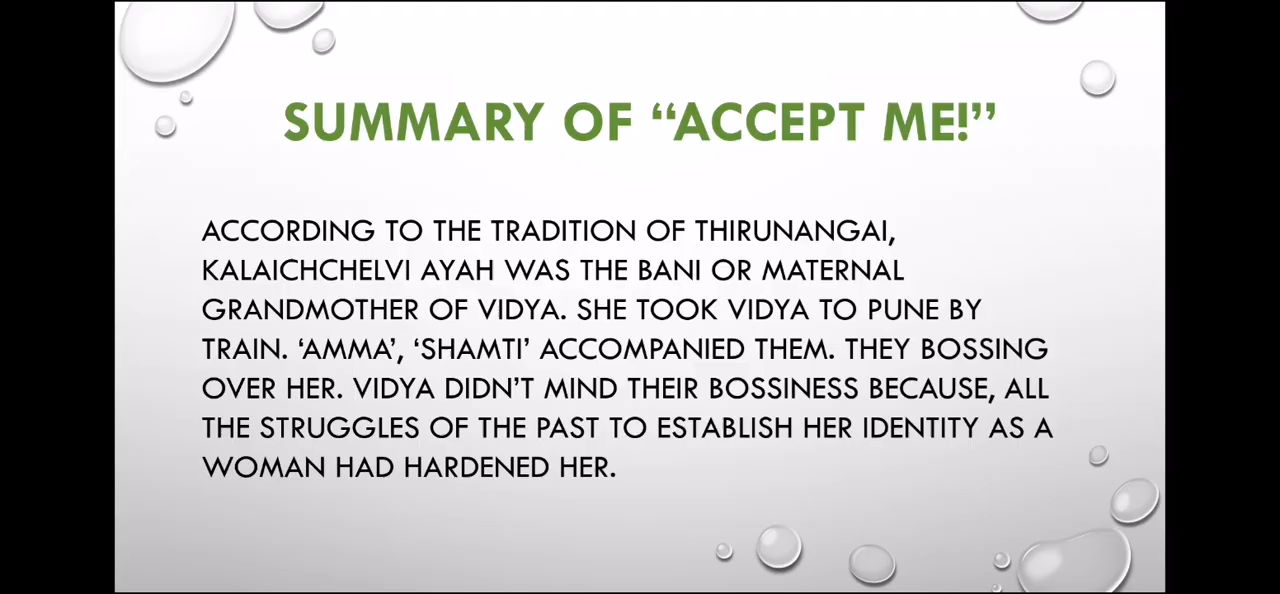 SUMMARY OF “ACCEPT ME!”
ACCORDING TO THE TRADITION OF THIRUNANGAI,
KALAICHCHELVI AYAH WAS THE BANI OR MATERNAL
GRANDMOTHER OF VIDYA. SHE TOOK VIDYA TO PUNE BY
TRAIN. ‘AMMA’, ‘SHAMTI’ ACCOMPANIED THEM. THEY BOSSING
OVER HER. VIDYA DIDN’T MIND THEIR BOSSINESS BECAUSE, ALL
THE STRUGGLES OF THE PAST TO ESTABLISH HER IDENTITY AS A
WOMAN HAD HARDENED HER.